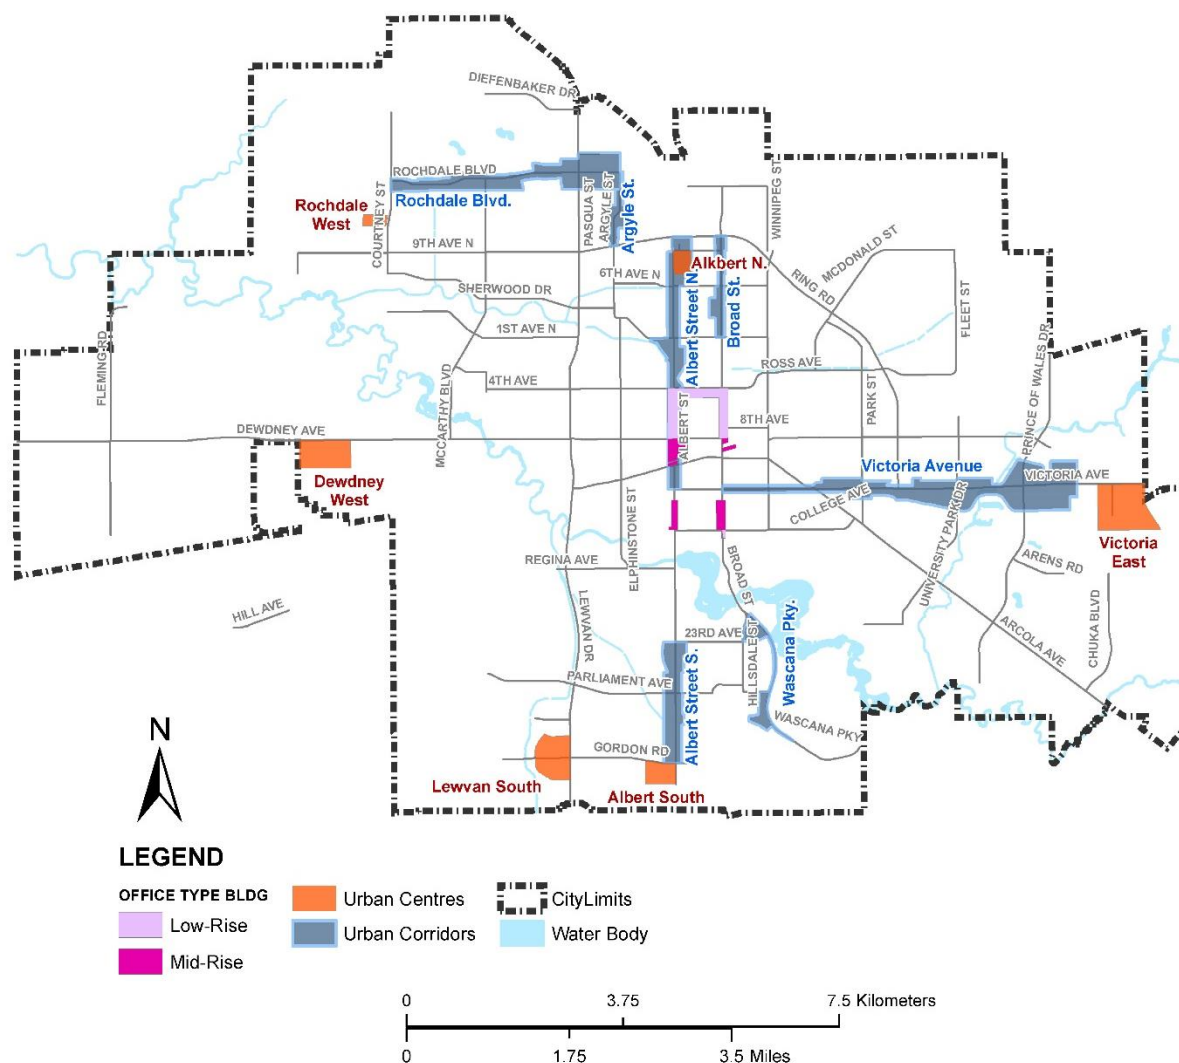 DIEFENBAKER DR
ROCHDALE BLVD
Rochdale Blvd.
Rochdale
West
COURTNEY ST
PASQUA ST
ARGYLE ST
Argyle St.
WINNIPEG ST
9TH AVE N
6TH AVE N
Alkbert N.
MCDONALD ST
RING RD
SHERWOOD DR
Albert Street N.
Broad St.
FLEET ST
1ST AVE N
FLEMING RD
MCCARTHY BLVD
4TH AVE
ROSS AVE
PARK ST
PRINCE OF WALES DR
ALBERT ST
8TH AVE
DEWDNEY AVE
Dewdney
West
Victoria Avenue
VICTORIA AVE
COLLEGE AVE
UNIVERSITY PARK DR
Victoria
East
ELPHINSTONE ST
REGINA AVE
BROAD ST
ARENS RD
HILL AVE
LEWVAN DR
23RD AVE
HILLSDALE ST
Wascana Pky.
ARCOLA AVE
CHUKA BLVD
PARLIAMENT AVE
Albert Street S.
WASCANA PKY
GORDON RD
Lewvan South
Albert South
N
LEGEND
OFFICE TYPE BLDG
Low-Rise
Mid-Rise
Urban Centres
Urban Corridors
CityLimits
Water Body
0 3.75 7.5 Kilometers
0 1.75 3.5 Miles